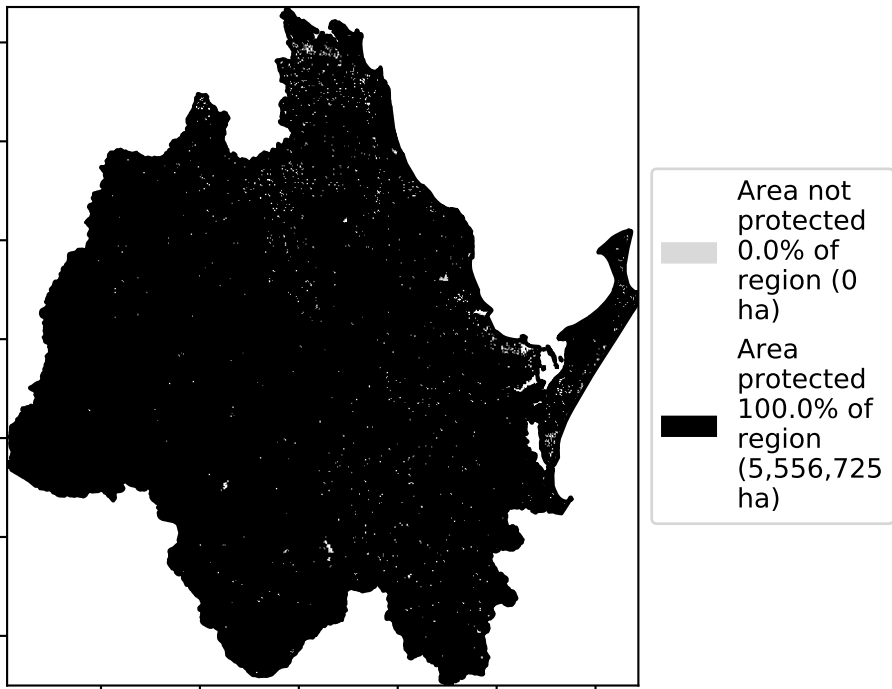 Area not
protected
0.0% of
region (0
ha)
Area
protected
100.0% of
region
(5,556,725
ha)